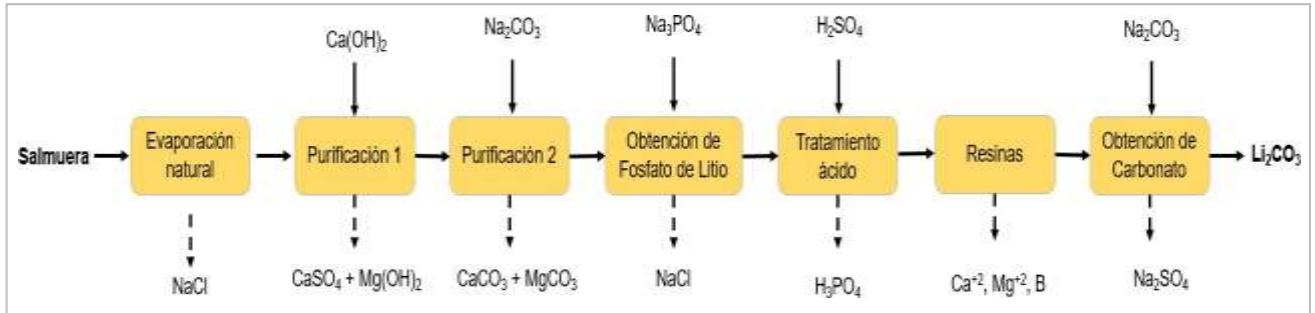 Ca(OH)₂
Na₂CO₃
Na₃PO₄
H₂SO₄
Na₂CO₃
Salmuera
Evaporación
natural
Purificación 1
Purificación 2
Obtención de
Fosfato de Litio
Tratamiento
ácido
Resinas
Obtención de
Carbonato
Li₂CO₃
NaCl
CaSO₄ + Mg(OH)₂
CaCO₃ + MgCO₃
NaCl
H₃PO₄
Ca⁺², Mg⁺², B
Na₂SO₄